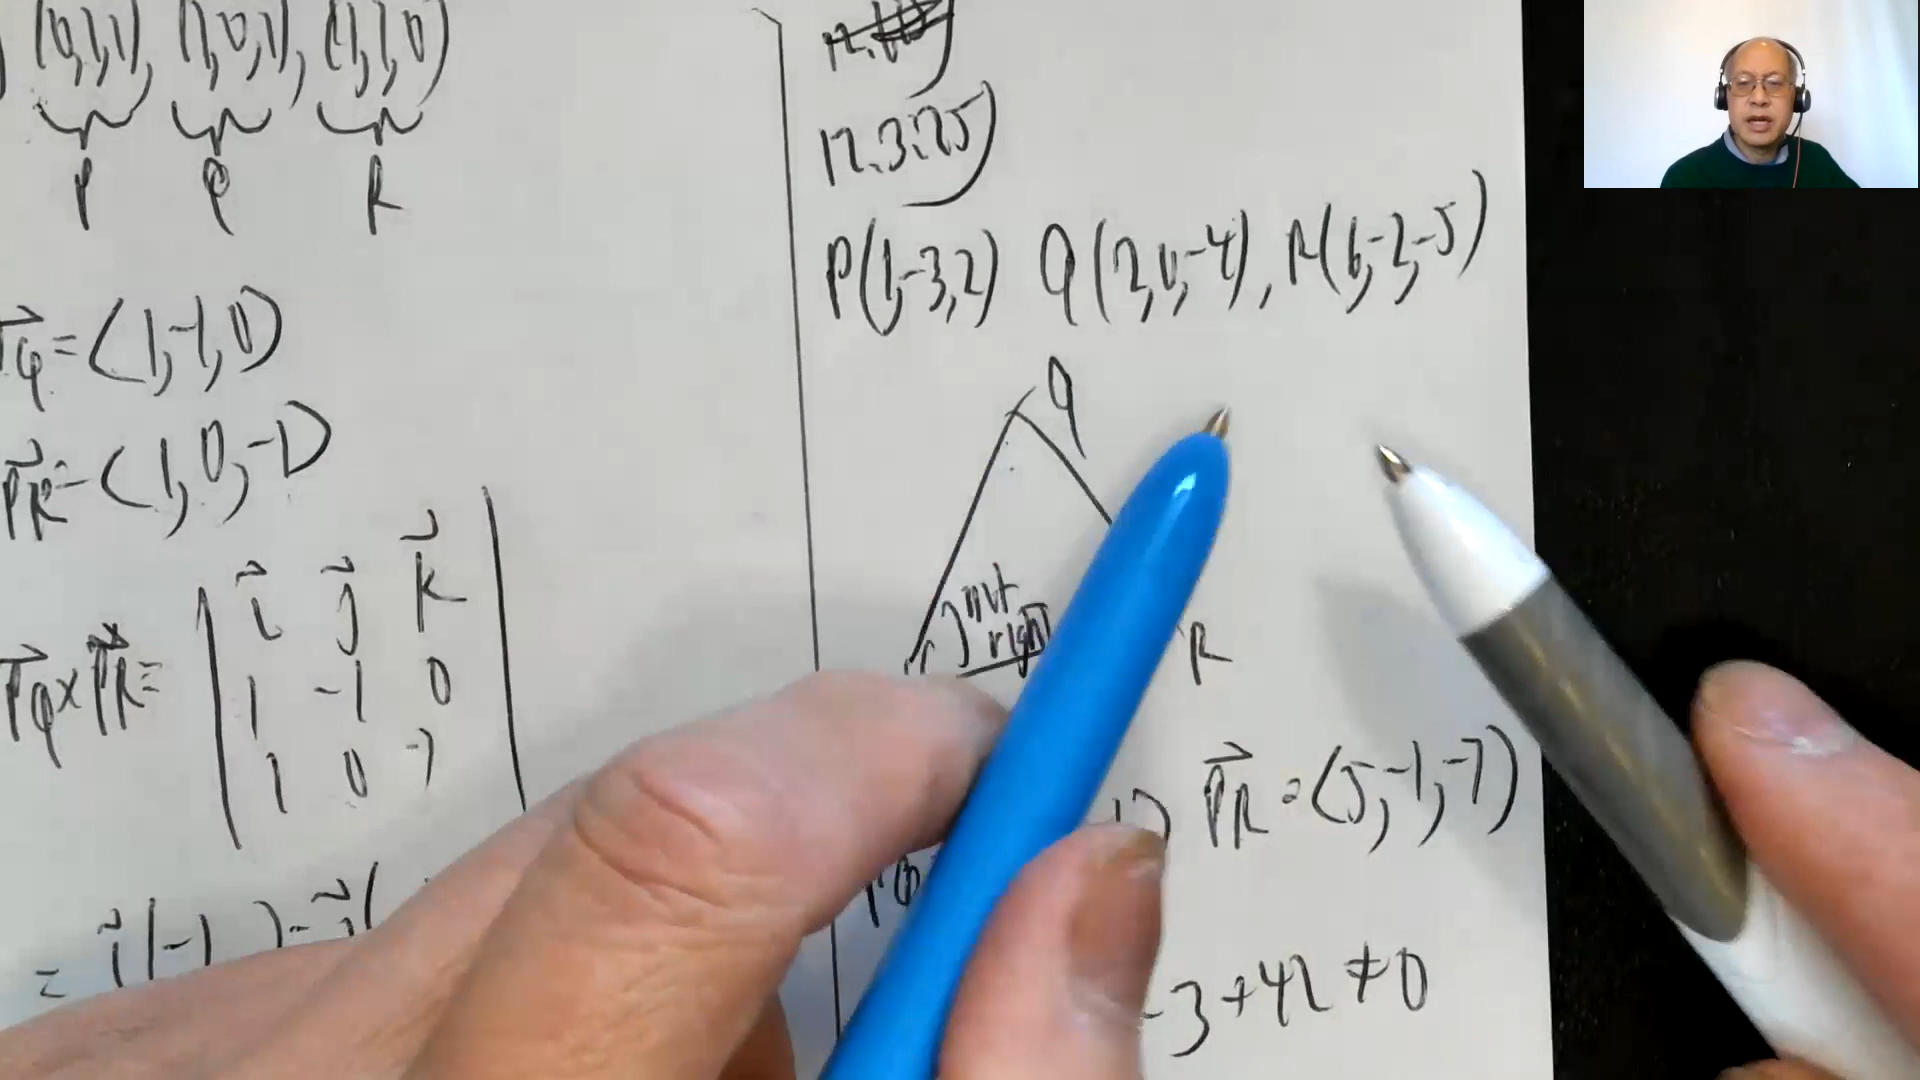 (0,1,1), (1,0,1), (1,1,0)
P Q R
PQ = ⟨1,-1,0⟩
PR = ⟨1,0,-1⟩
PQ × PR =
i j k
1 -1 0
1 0 -1
= i(-1 )-j(
12.3.25)
P(1,-3,2) Q(2,0,-4), R(6,-2,-5)
Q
not
right
R
PR = ⟨5,-1,-7⟩
-3+42≠0